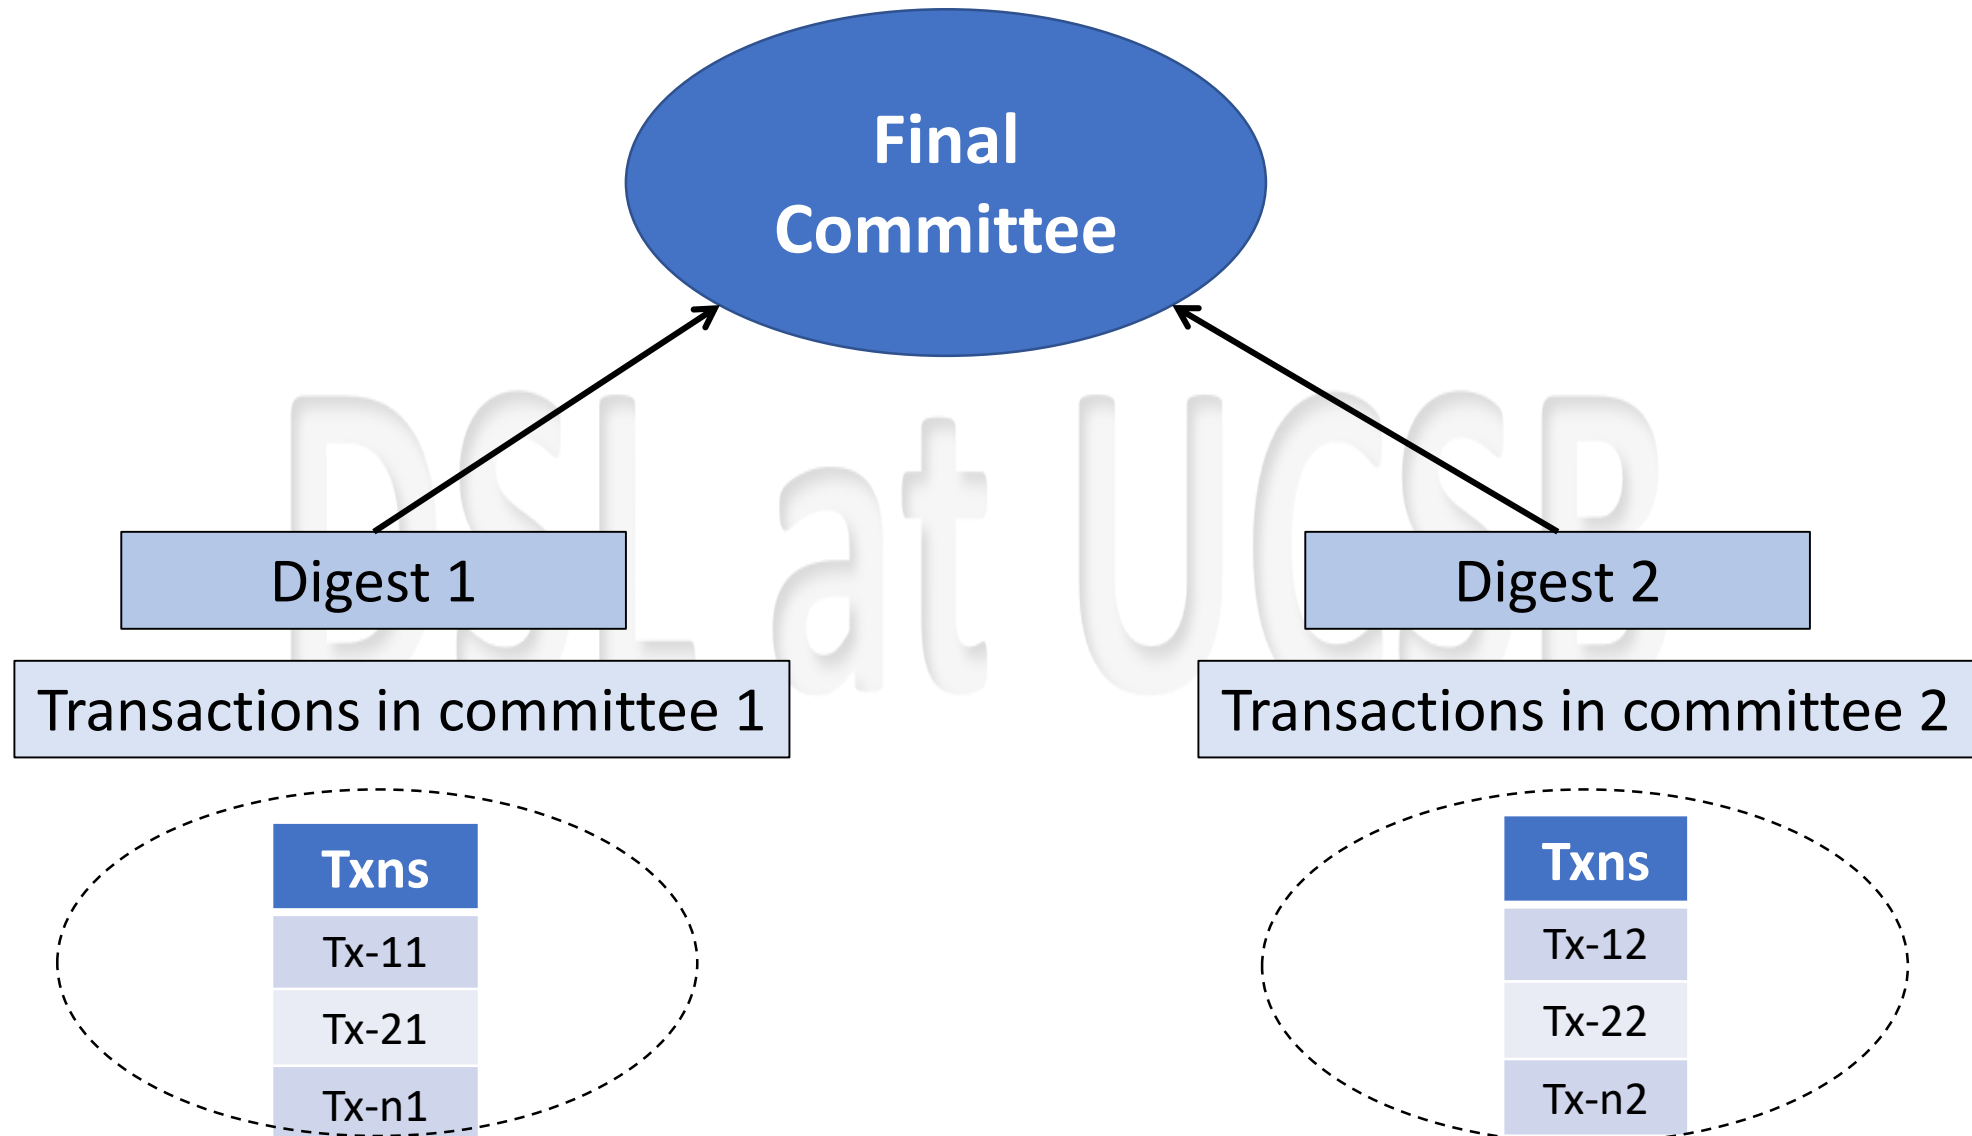 Final
Committee
DSL at UCSB
Digest 1
Digest 2
Transactions in committee 1
Transactions in committee 2
Txns
Tx-11
Tx-21
Tx-n1
Txns
Tx-12
Tx-22
Tx-n2